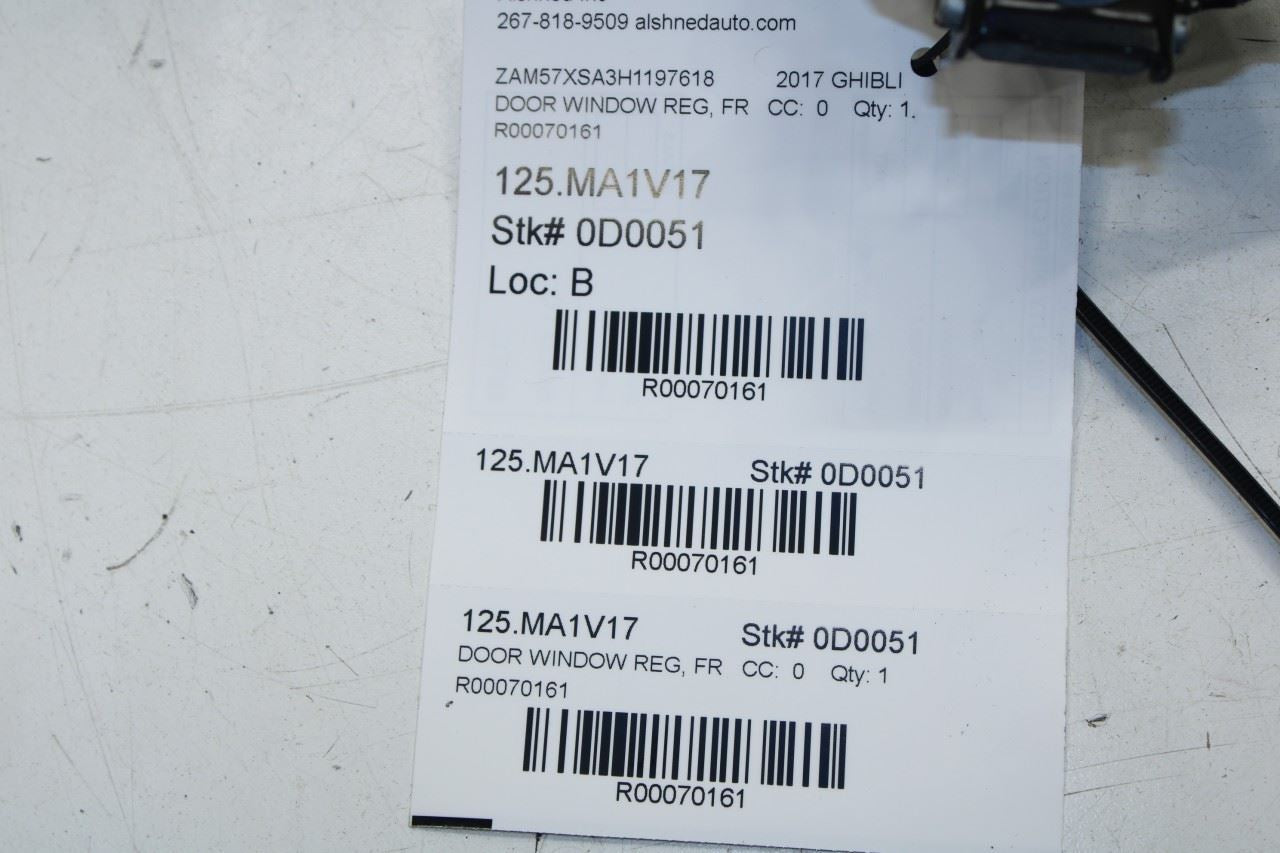 267-818-9509 alshnedauto.com
ZAM57XSA3H1197618 2017 GHIBLI
DOOR WINDOW REG, FR CC: 0 Qty: 1.
R00070161
125.MA1V17
Stk# 0D0051
Loc: B
R00070161
125.MA1V17 Stk# 0D0051
R00070161
125.MA1V17 Stk# 0D0051
DOOR WINDOW REG, FR CC: 0 Qty: 1
R00070161
R00070161